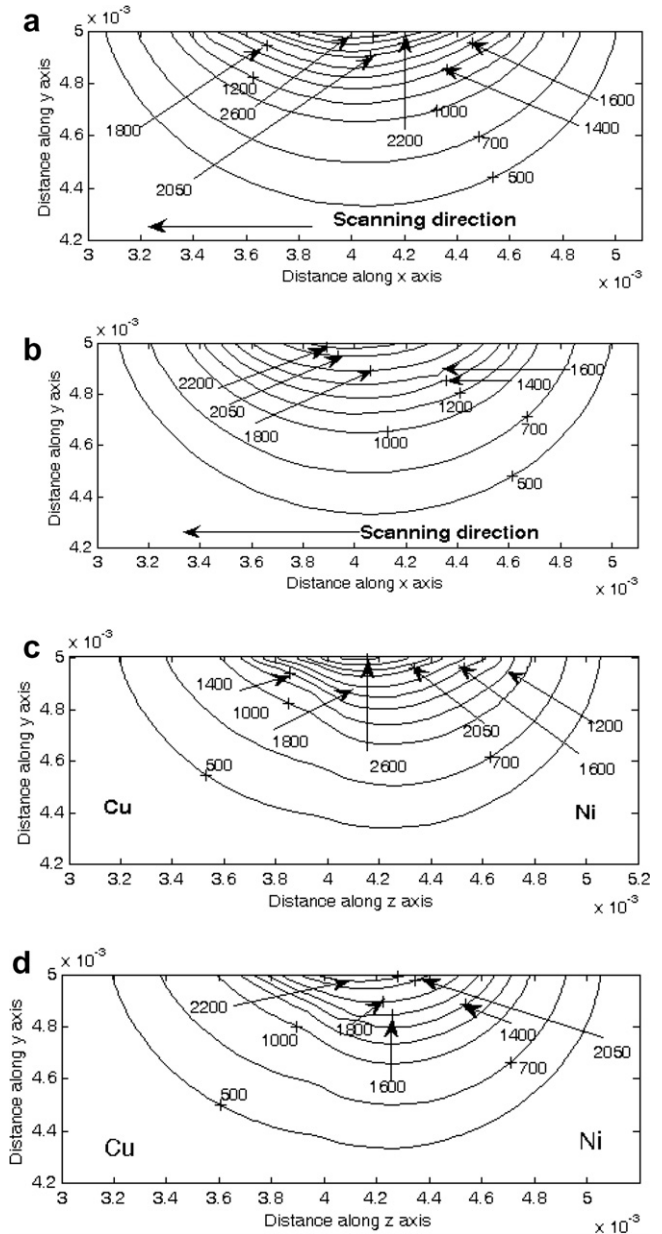 a
× 10⁻³
5
4.8
4.6
4.4
4.2
Distance along y axis
1200
1800
2600
2050
1000
2200
1600
1400
700
500
Scanning direction
3 3.2 3.4 3.6 3.8 4 4.2 4.4 4.6 4.8 5
Distance along x axis
× 10⁻³
b
× 10⁻³
5
4.8
4.6
4.4
4.2
Distance along y axis
2200
2050
1800
1000
1600
1400
1200
700
500
Scanning direction
3 3.2 3.4 3.6 3.8 4 4.2 4.4 4.6 4.8 5
Distance along x axis
× 10⁻³
c
× 10⁻³
5
4.8
4.6
4.4
4.2
Distance along y axis
1400
1000
1800
500
2600
2050
1200
700
1600
Cu
Ni
3 3.2 3.4 3.6 3.8 4 4.2 4.4 4.6 4.8 5 5.2
Distance along z axis
× 10⁻³
d
× 10⁻³
5
4.8
4.6
4.4
4.2
Distance along y axis
2200
1000
1800
1400
2050
700
1600
500
Cu
Ni
3 3.2 3.4 3.6 3.8 4 4.2 4.4 4.6 4.8 5
Distance along z axis
× 10⁻³